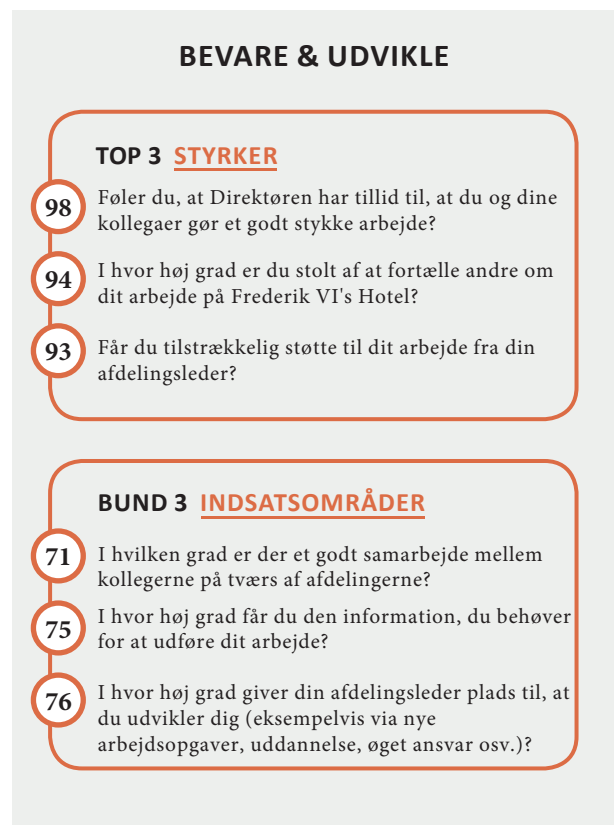 BEVARE & UDVIKLE
TOP 3 STYRKER
98
Føler du, at Direktøren har tillid til, at du og dine
kollegaer gør et godt stykke arbejde?
94
I hvor høj grad er du stolt af at fortælle andre om
dit arbejde på Frederik VI's Hotel?
93
Får du tilstrækkelig støtte til dit arbejde fra din
afdelingsleder?
BUND 3 INDSATSOMRÅDER
71
I hvilken grad er der et godt samarbejde mellem
kollegerne på tværs af afdelingerne?
75
I hvor høj grad får du den information, du behøver
for at udføre dit arbejde?
76
I hvor høj grad giver din afdelingsleder plads til, at
du udvikler dig (eksempelvis via nye
arbejdsopgaver, uddannelse, øget ansvar osv.)?